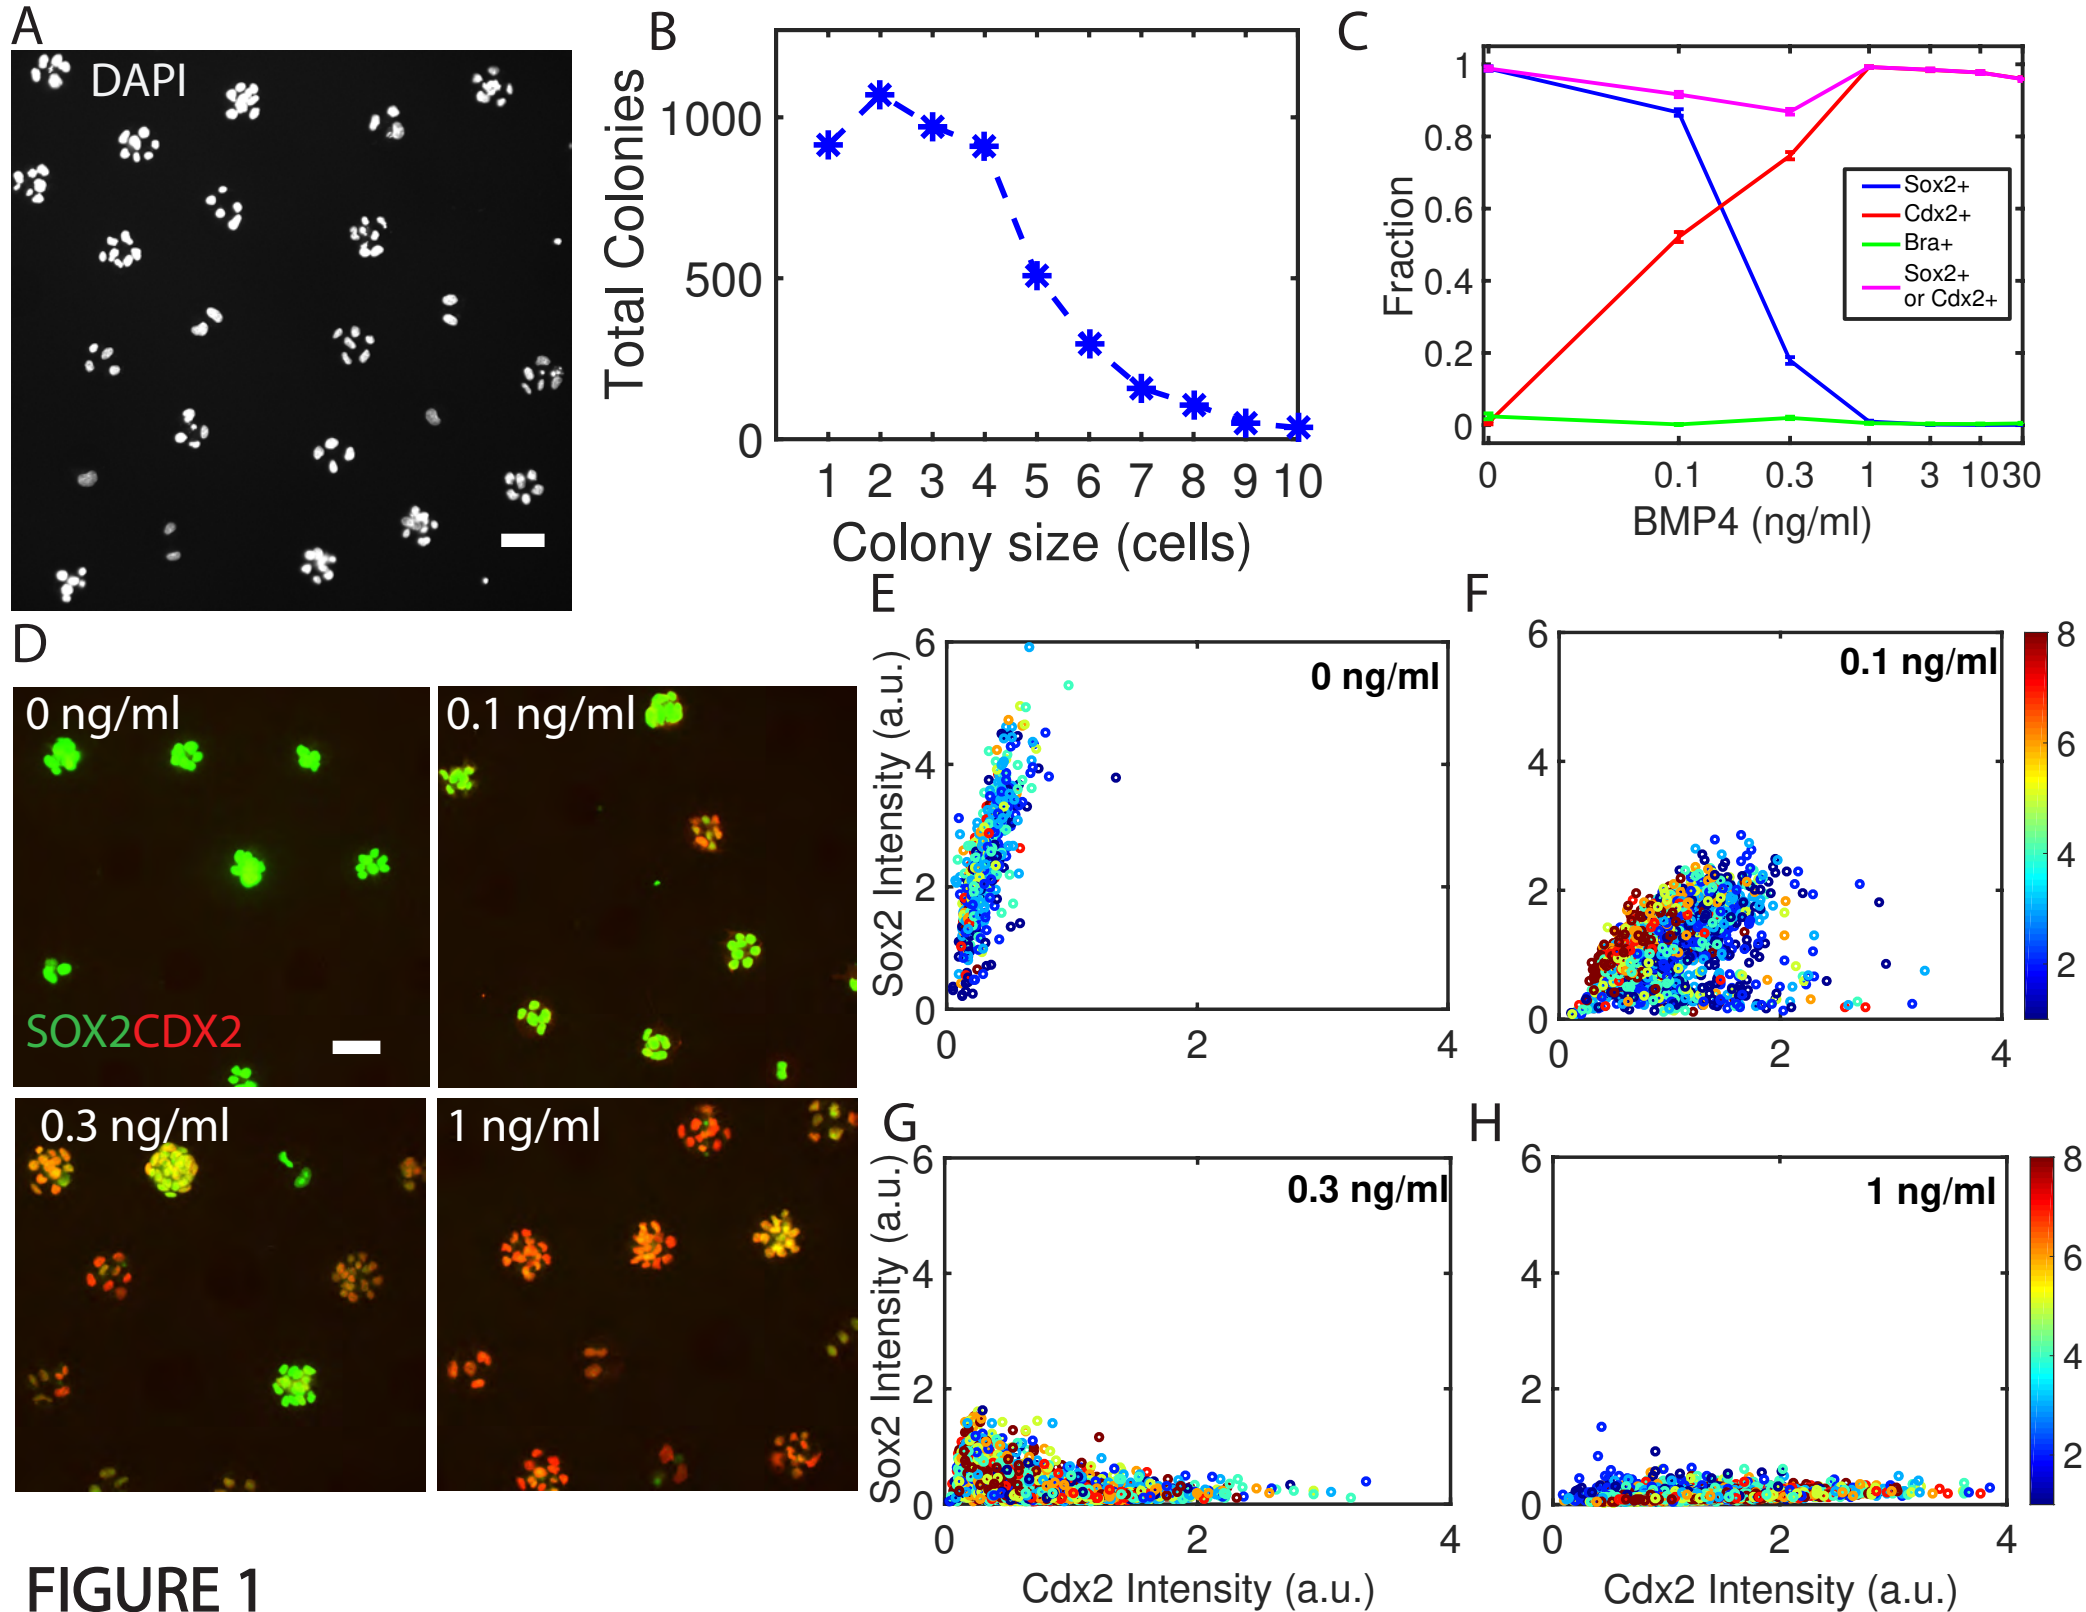 A
DAPI
B
Total Colonies
1000
500
0
1 2 3 4 5 6 7 8 9 10
Colony size (cells)
C
Fraction
1
0.8
0.6
0.4
0.2
0
Sox2+
Cdx2+
Bra+
Sox2+
or Cdx2+
0 0.1 0.3 1 3 10 30
BMP4 (ng/ml)
D
0 ng/ml
SOX2CDX2
0.1 ng/ml
0.3 ng/ml
1 ng/ml
E
Sox2 Intensity (a.u.)
6
4
2
0
0 2 4
0 ng/ml
F
6
4
2
0
0 2 4
0.1 ng/ml
8
6
4
2
G
Sox2 Intensity (a.u.)
6
4
2
0
0 2 4
0.3 ng/ml
Cdx2 Intensity (a.u.)
H
6
4
2
0
0 2 4
1 ng/ml
Cdx2 Intensity (a.u.)
8
6
4
2
FIGURE 1